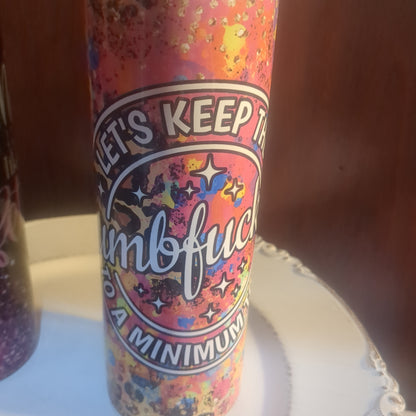 LET'S KEEP TH
umbfuck
TO A MINIMUM